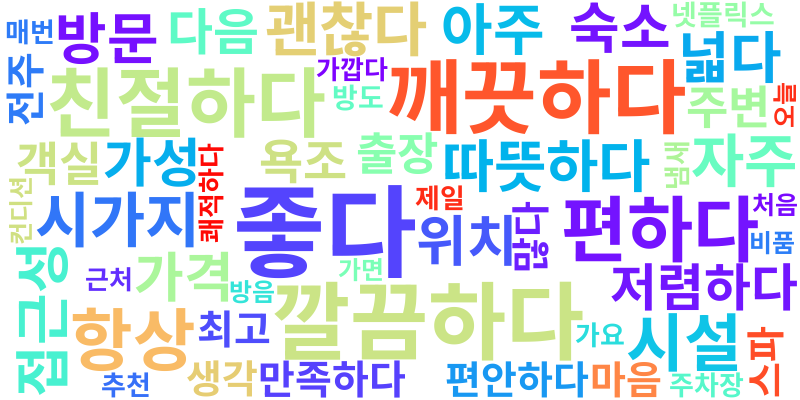 매번
방문
다음
괜찮다
아주
숙소
넷플릭스
전주
친절하다
가깝다
방도
깨끗하다
넓다
주변
오늘
객실
가성
쾌적하다
욕조
출장
따뜻하다
냄새
자주
컨디션
시가지
좋다
제일
위치
많다
편하다
처음
비품
접근성
근처
가격
방음
가면
깔끔하다
저렴하다
항상
최고
가요
시설
스파
추천
생각
만족하다
편안하다
마음
주차장